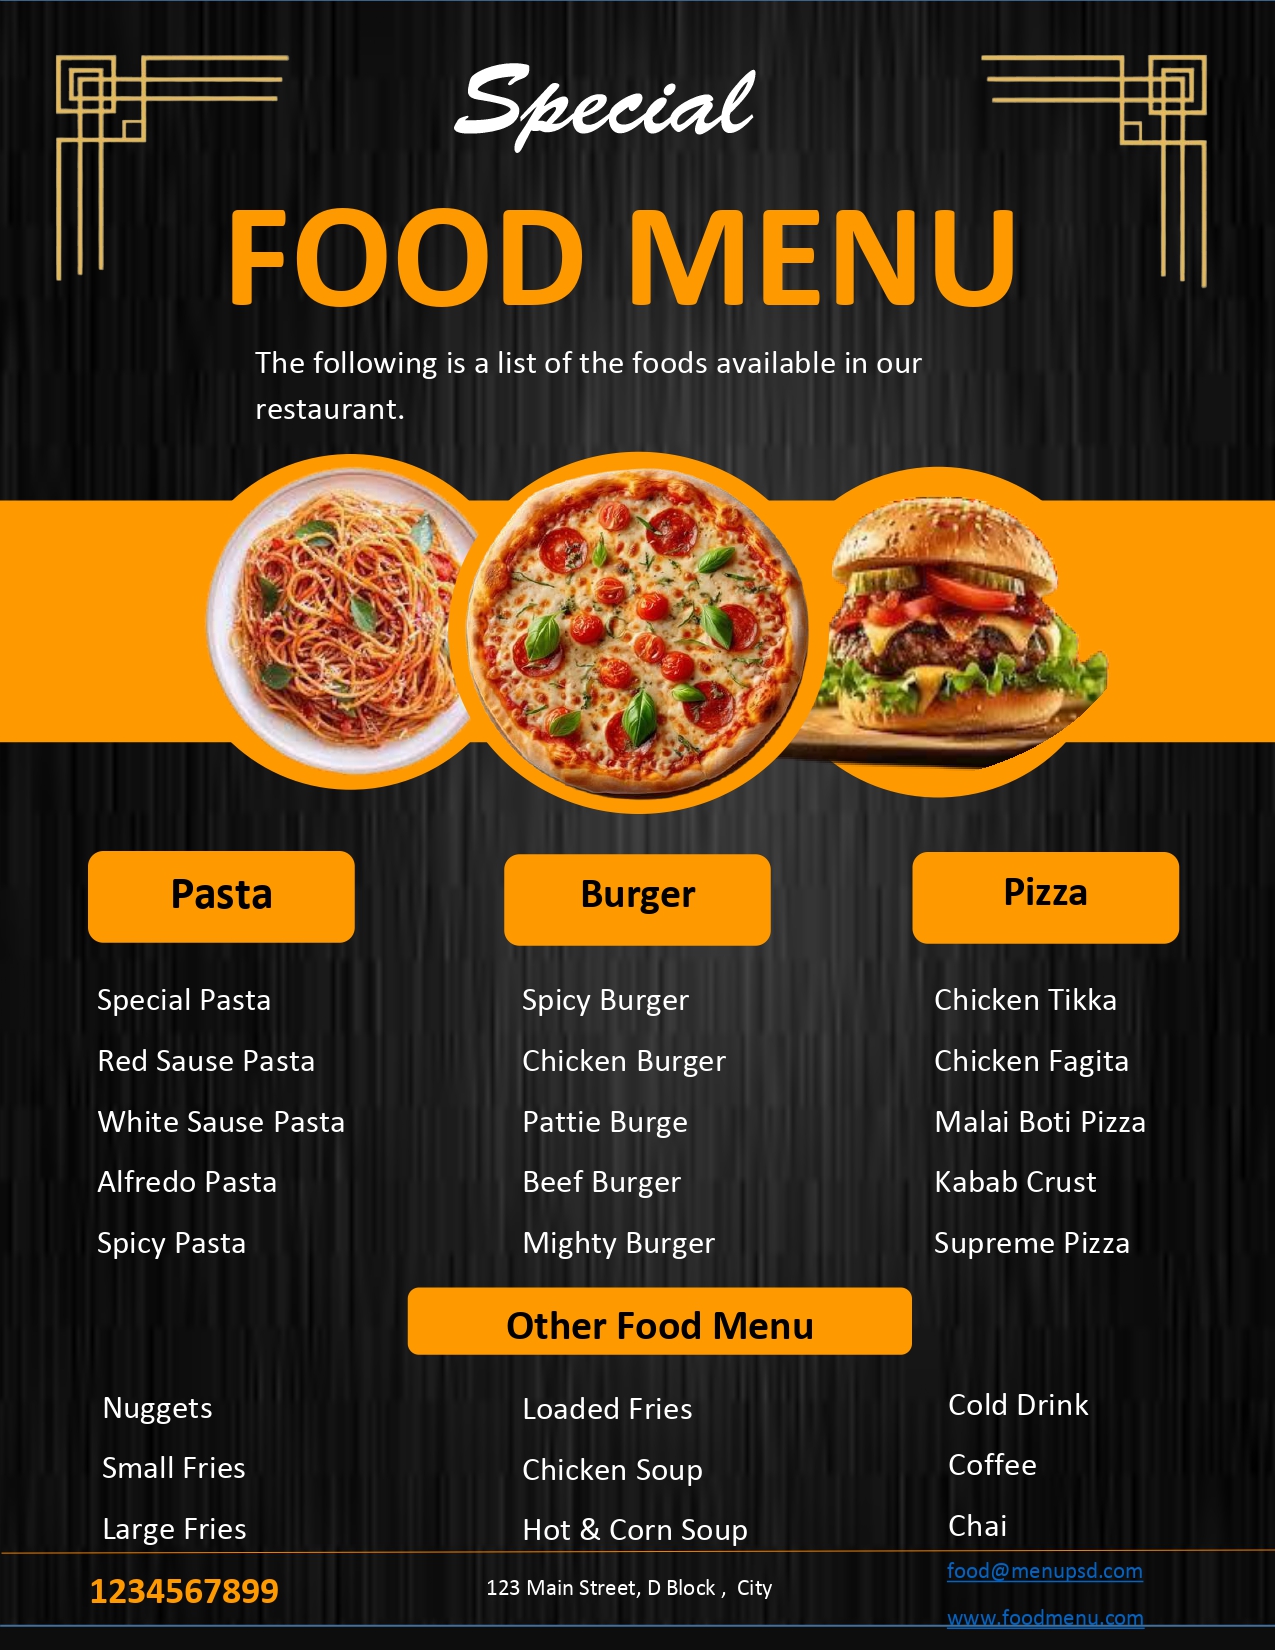 Special
FOOD MENU
The following is a list of the foods available in our
restaurant.
Pasta
Special Pasta
Red Sause Pasta
White Sause Pasta
Alfredo Pasta
Spicy Pasta
Burger
Spicy Burger
Chicken Burger
Pattie Burge
Beef Burger
Mighty Burger
Pizza
Chicken Tikka
Chicken Fagita
Malai Boti Pizza
Kabab Crust
Supreme Pizza
Other Food Menu
Nuggets
Small Fries
Large Fries
Loaded Fries
Chicken Soup
Hot & Corn Soup
Cold Drink
Coffee
Chai
1234567899
123 Main Street, D Block ,  City
food@menupsd.com
www.foodmenu.com